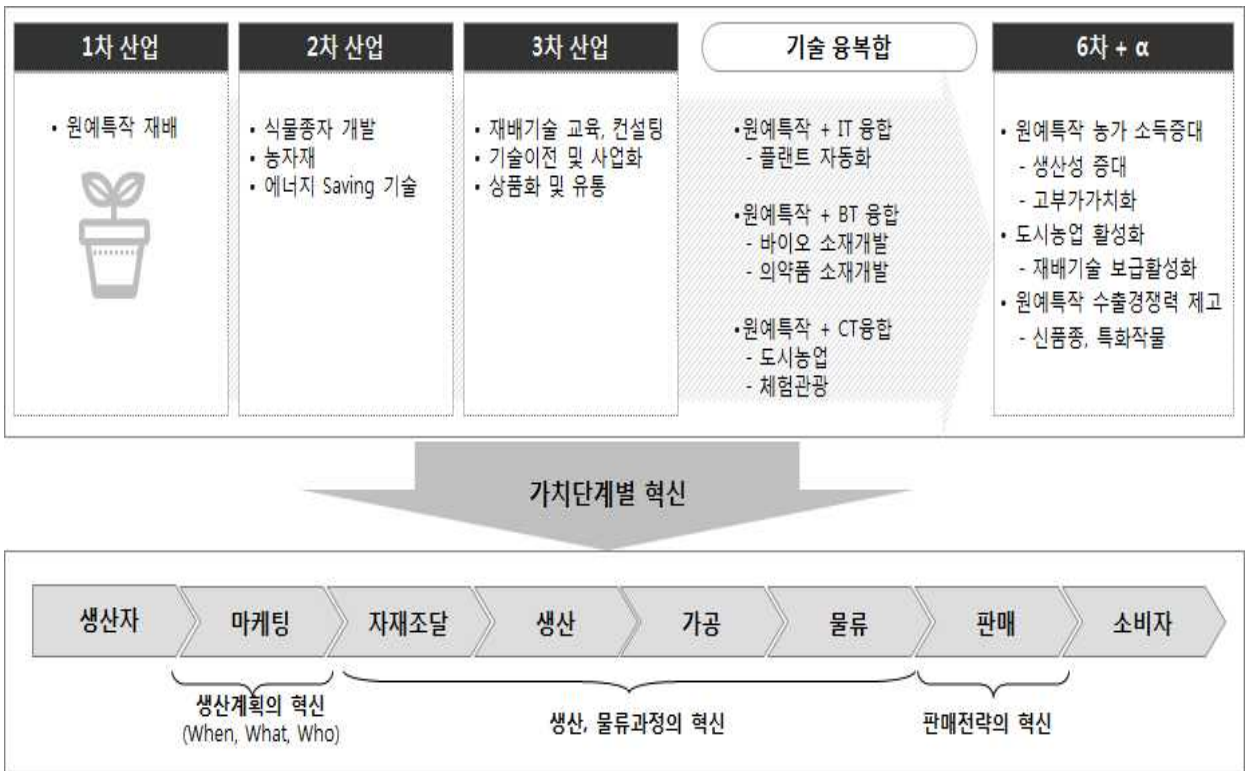 1차 산업
• 원예특작 재배
2차 산업
• 식물종자 개발
• 농자재
• 에너지 Saving 기술
3차 산업
• 재배기술 교육, 컨설팅
• 기술이전 및 사업화
• 상품화 및 유통
기술 융복합
•원예특작 + IT 융합
- 플랜트 자동화
•원예특작 + BT 융합
- 바이오 소재개발
- 의약품 소재개발
•원예특작 + CT융합
- 도시농업
- 체험관광
6차 + α
• 원예특작 농가 소득증대
- 생산성 증대
- 고부가가치화
• 도시농업 활성화
- 재배기술 보급활성화
• 원예특작 수출경쟁력 제고
- 신품종, 특화작물
가치단계별 혁신
생산자
마케팅
자재조달
생산
가공
물류
판매
소비자
생산계획의 혁신
(When, What, Who)
생산, 물류과정의 혁신
판매전략의 혁신